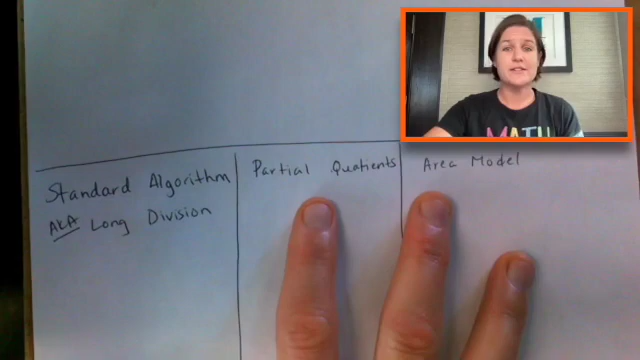 Standard Algorithm
AKA Long Division
Partial Quotients
Area Model
MATH